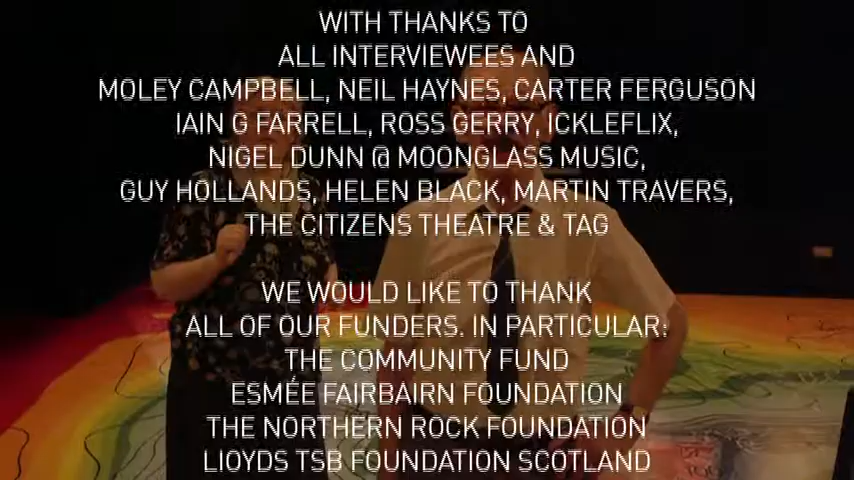 WITH THANKS TO
ALL INTERVIEWEES AND
MOLEY CAMPBELL, NEIL HAYNES, CARTER FERGUSON
IAIN G FARRELL, ROSS GERRY, ICKLEFLIX,
NIGEL DUNN @ MOONGLASS MUSIC,
GUY HOLLANDS, HELEN BLACK, MARTIN TRAVERS,
THE CITIZENS THEATRE & TAG
WE WOULD LIKE TO THANK
ALL OF OUR FUNDERS. IN PARTICULAR:
THE COMMUNITY FUND
ESMÉE FAIRBAIRN FOUNDATION
THE NORTHERN ROCK FOUNDATION
LIOYDS TSB FOUNDATION SCOTLAND